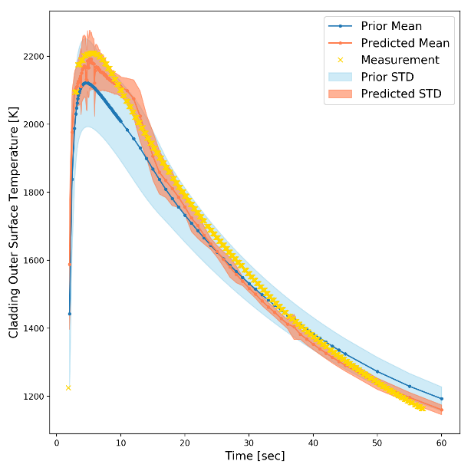 Prior Mean
Predicted Mean
Measurement
Prior STD
Predicted STD
Cladding Outer Surface Temperature [K]
2200
2000
1800
1600
1400
1200
0 10 20 30 40 50 60
Time [sec]